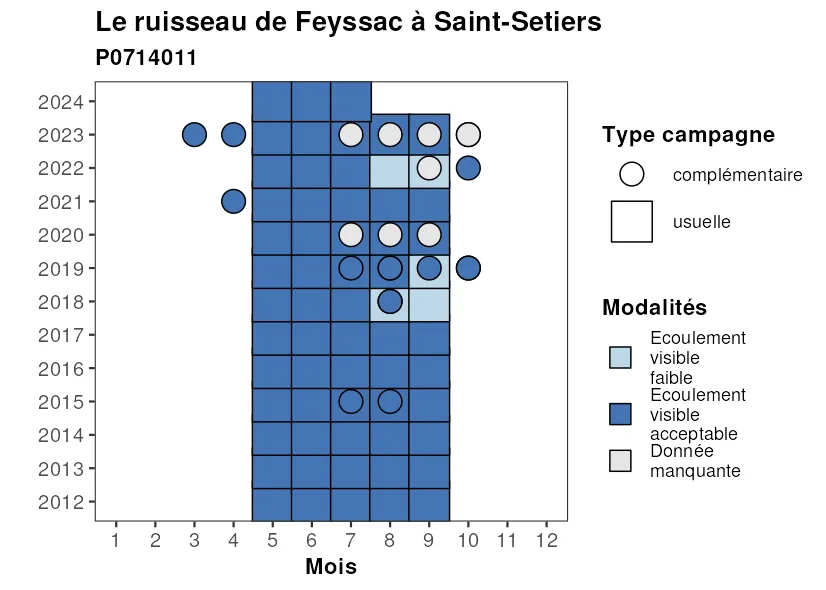 Le ruisseau de Feyssac à Saint-Setiers
P0714011
2024
2023
2022
2021
2020
2019
2018
2017
2016
2015
2014
2013
2012
1 2 3 4 5 6 7 8 9 10 11 12
Mois
Type campagne
complémentaire
usuelle
Modalités
Ecoulement
visible
faible
Ecoulement
visible
acceptable
Donnée
manquante